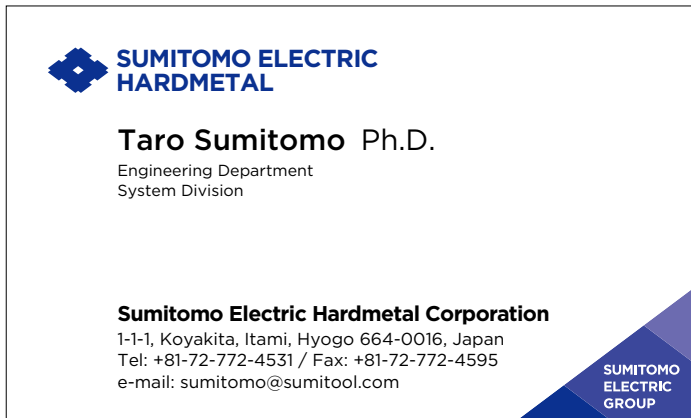 SUMITOMO ELECTRIC
HARDMETAL
Taro Sumitomo Ph.D.
Engineering Department
System Division
Sumitomo Electric Hardmetal Corporation
1-1-1, Koyakita, Itami, Hyogo 664-0016, Japan
Tel: +81-72-772-4531 / Fax: +81-72-772-4595
e-mail: sumitomo@sumitool.com
SUMITOMO
ELECTRIC
GROUP